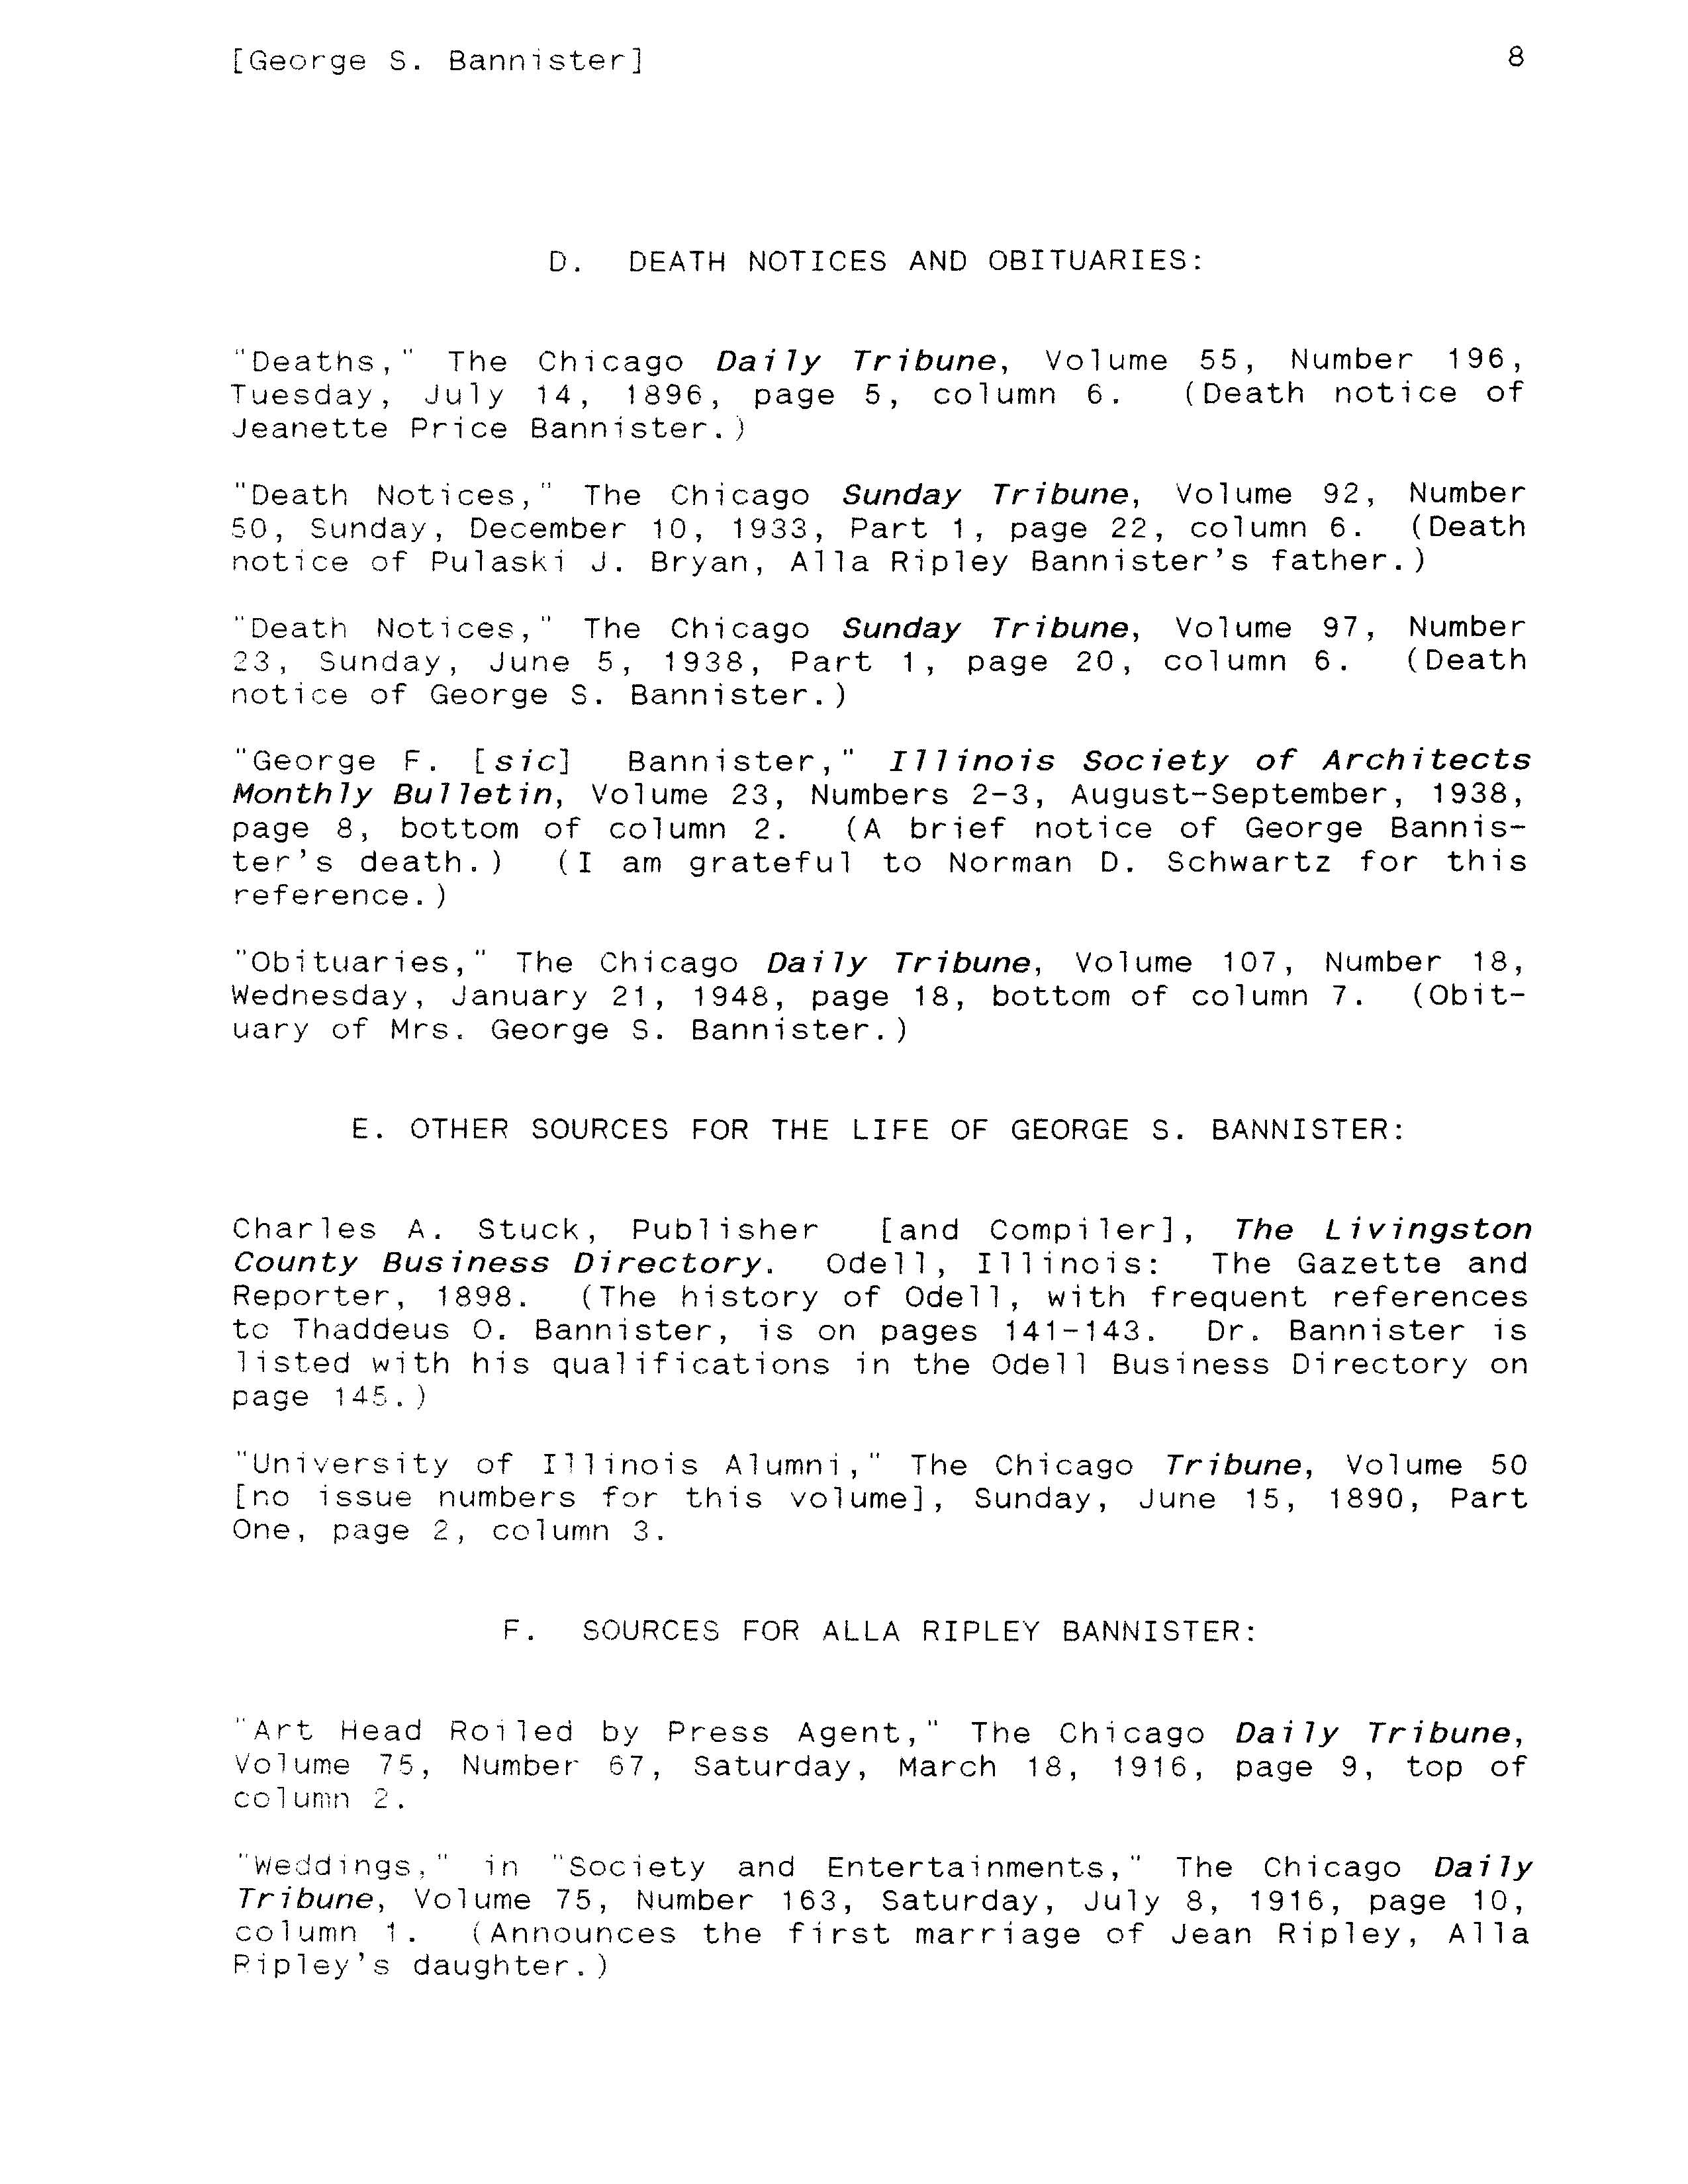 [George S. Bannister] 8
D. DEATH NOTICES AND OBITUARIES:
"Deaths," The Chicago Daily Tribune, Volume 55, Number 196,
Tuesday, July 14, 1896, page 5, column 6. (Death notice of
Jeanette Price Bannister.)
"Death Notices," The Chicago Sunday Tribune, Volume 92, Number
50, Sunday, December 10, 1933, Part 1, page 22, column 6. (Death
notice of Pulaski J. Bryan, Alla Ripley Bannister's father.)
"Death Notices," The Chicago Sunday Tribune, Volume 97, Number
23, Sunday, June 5, 1938, Part 1, page 20, column 6. (Death
notice of George S. Bannister.)
"George F. [sic] Bannister," Illinois Society of Architects
Monthly Bulletin, Volume 23, Numbers 2-3, August-September, 1938,
page 8, bottom of column 2. (A brief notice of George Bannis-
ter's death.) (I am grateful to Norman D. Schwartz for this
reference.)
"Obituaries," The Chicago Daily Tribune, Volume 107, Number 18,
Wednesday, January 21, 1948, page 18, bottom of column 7. (Obit-
uary of Mrs. George S. Bannister.)
E. OTHER SOURCES FOR THE LIFE OF GEORGE S. BANNISTER:
Charles A. Stuck, Publisher [and Compiler], The Livingston
County Business Directory. Odell, Illinois: The Gazette and
Reporter, 1898. (The history of Odell, with frequent references
to Thaddeus O. Bannister, is on pages 141-143. Dr. Bannister is
listed with his qualifications in the Odell Business Directory on
page 145.)
"University of Illinois Alumni," The Chicago Tribune, Volume 50
[no issue numbers for this volume], Sunday, June 15, 1890, Part
One, page 2, column 3.
F. SOURCES FOR ALLA RIPLEY BANNISTER:
"Art Head Roiled by Press Agent," The Chicago Daily Tribune,
Volume 75, Number 67, Saturday, March 18, 1916, page 9, top of
column 2.
"Weddings," in "Society and Entertainments," The Chicago Daily
Tribune, Volume 75, Number 163, Saturday, July 8, 1916, page 10,
column 1. (Announces the first marriage of Jean Ripley, Alla
Ripley's daughter.)